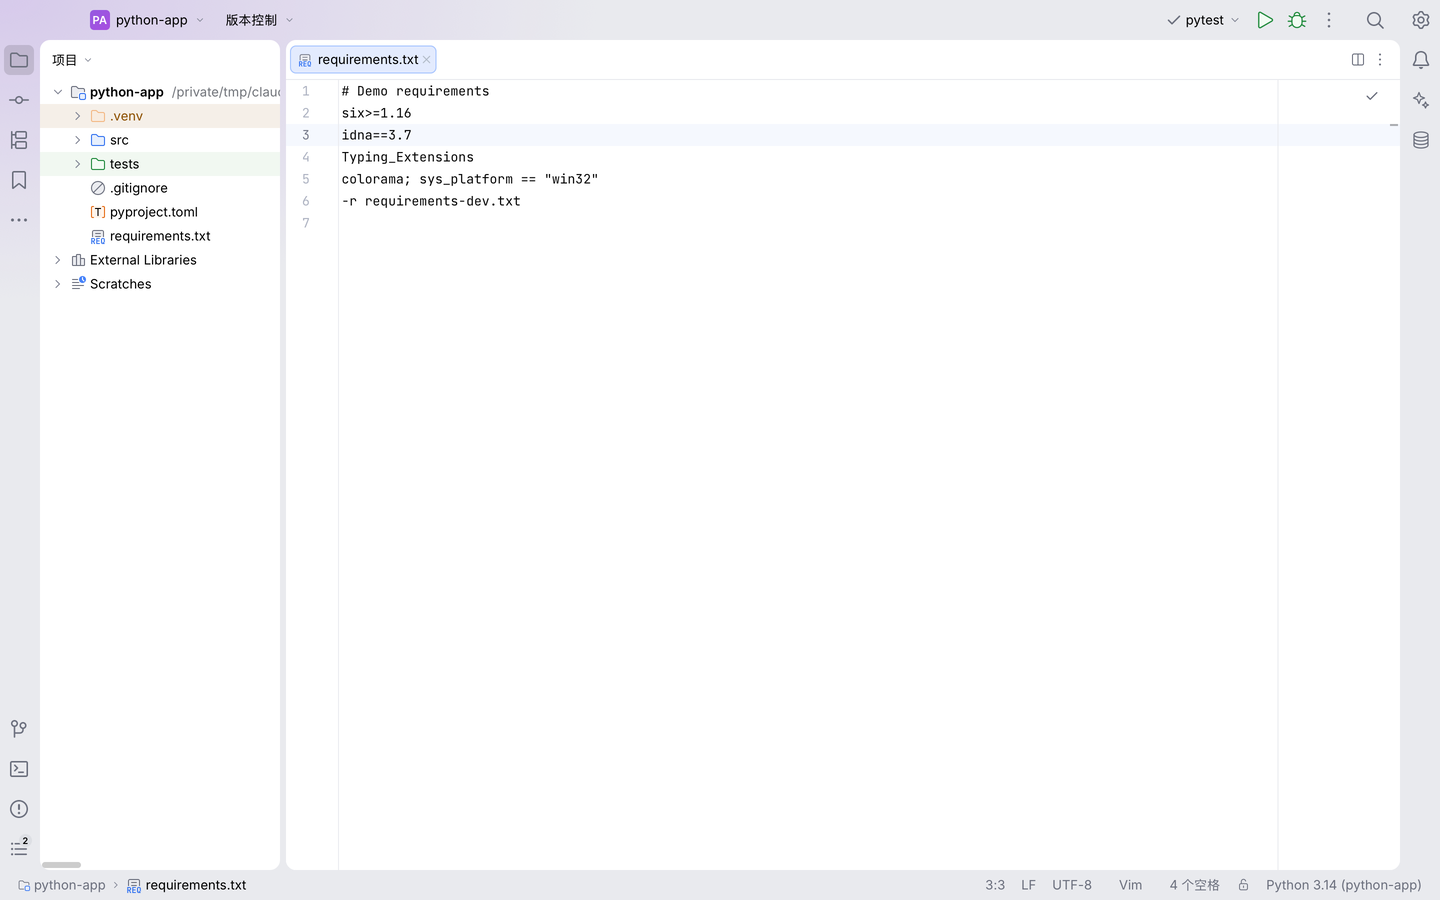 PA python-app 版本控制 pytest
项目
requirements.txt
python-app /private/tmp/clauc
.venv
src
tests
.gitignore
[T] pyproject.toml
REQ requirements.txt
External Libraries
Scratches
1 # Demo requirements
2 six>=1.16
3 idna==3.7
4 Typing_Extensions
5 colorama; sys_platform == "win32"
6 -r requirements-dev.txt
7
2
python-app › REQ requirements.txt 3:3 LF UTF-8 Vim 4 个空格 Python 3.14 (python-app)